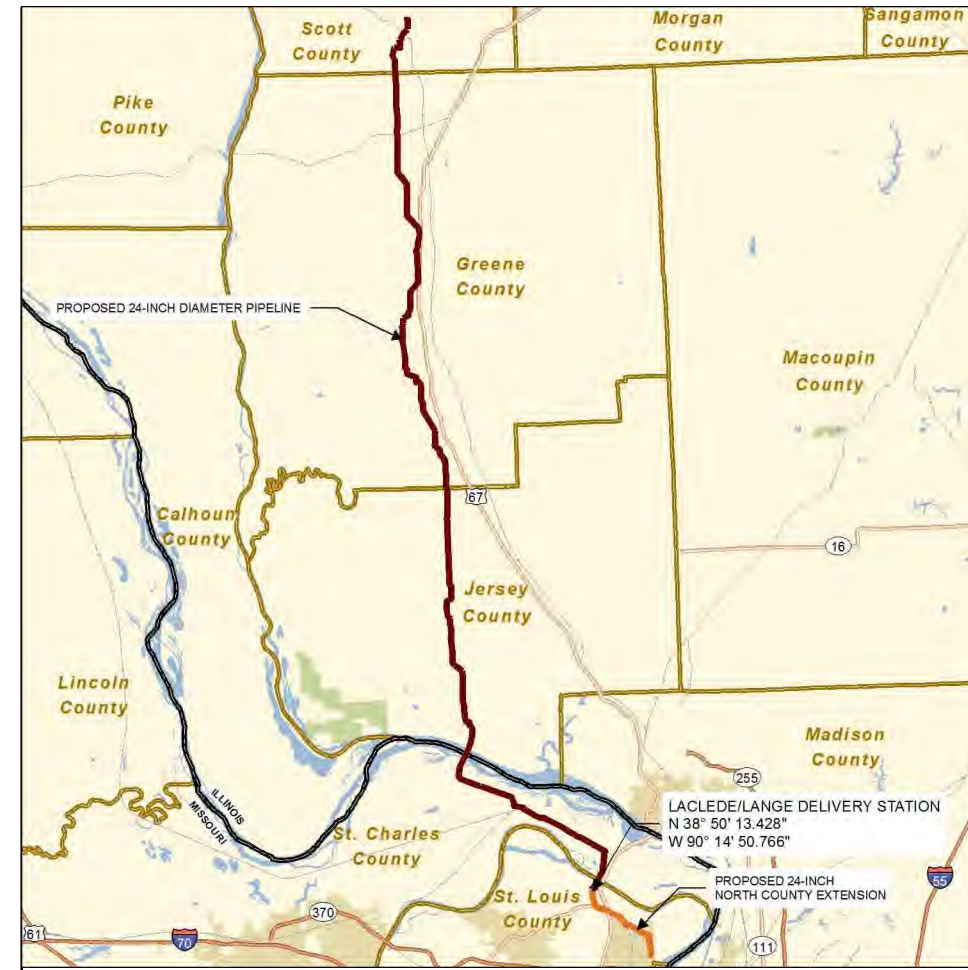 Scott
County
Morgan
County
Sangamon
County
Pike
County
Greene
County
PROPOSED 24-INCH DIAMETER PIPELINE
Macoupin
County
67
Calhoun
County
16
Jersey
County
Lincoln
County
Madison
County
255
ILLINOIS
MISSOURI
LACLEDE/LANGE DELIVERY STATION
N 38° 50' 13.428"
W 90° 14' 50.766"
St. Charles
County
PROPOSED 24-INCH
NORTH COUNTY EXTENSION
55
St. Louis
County
370
61
70
111